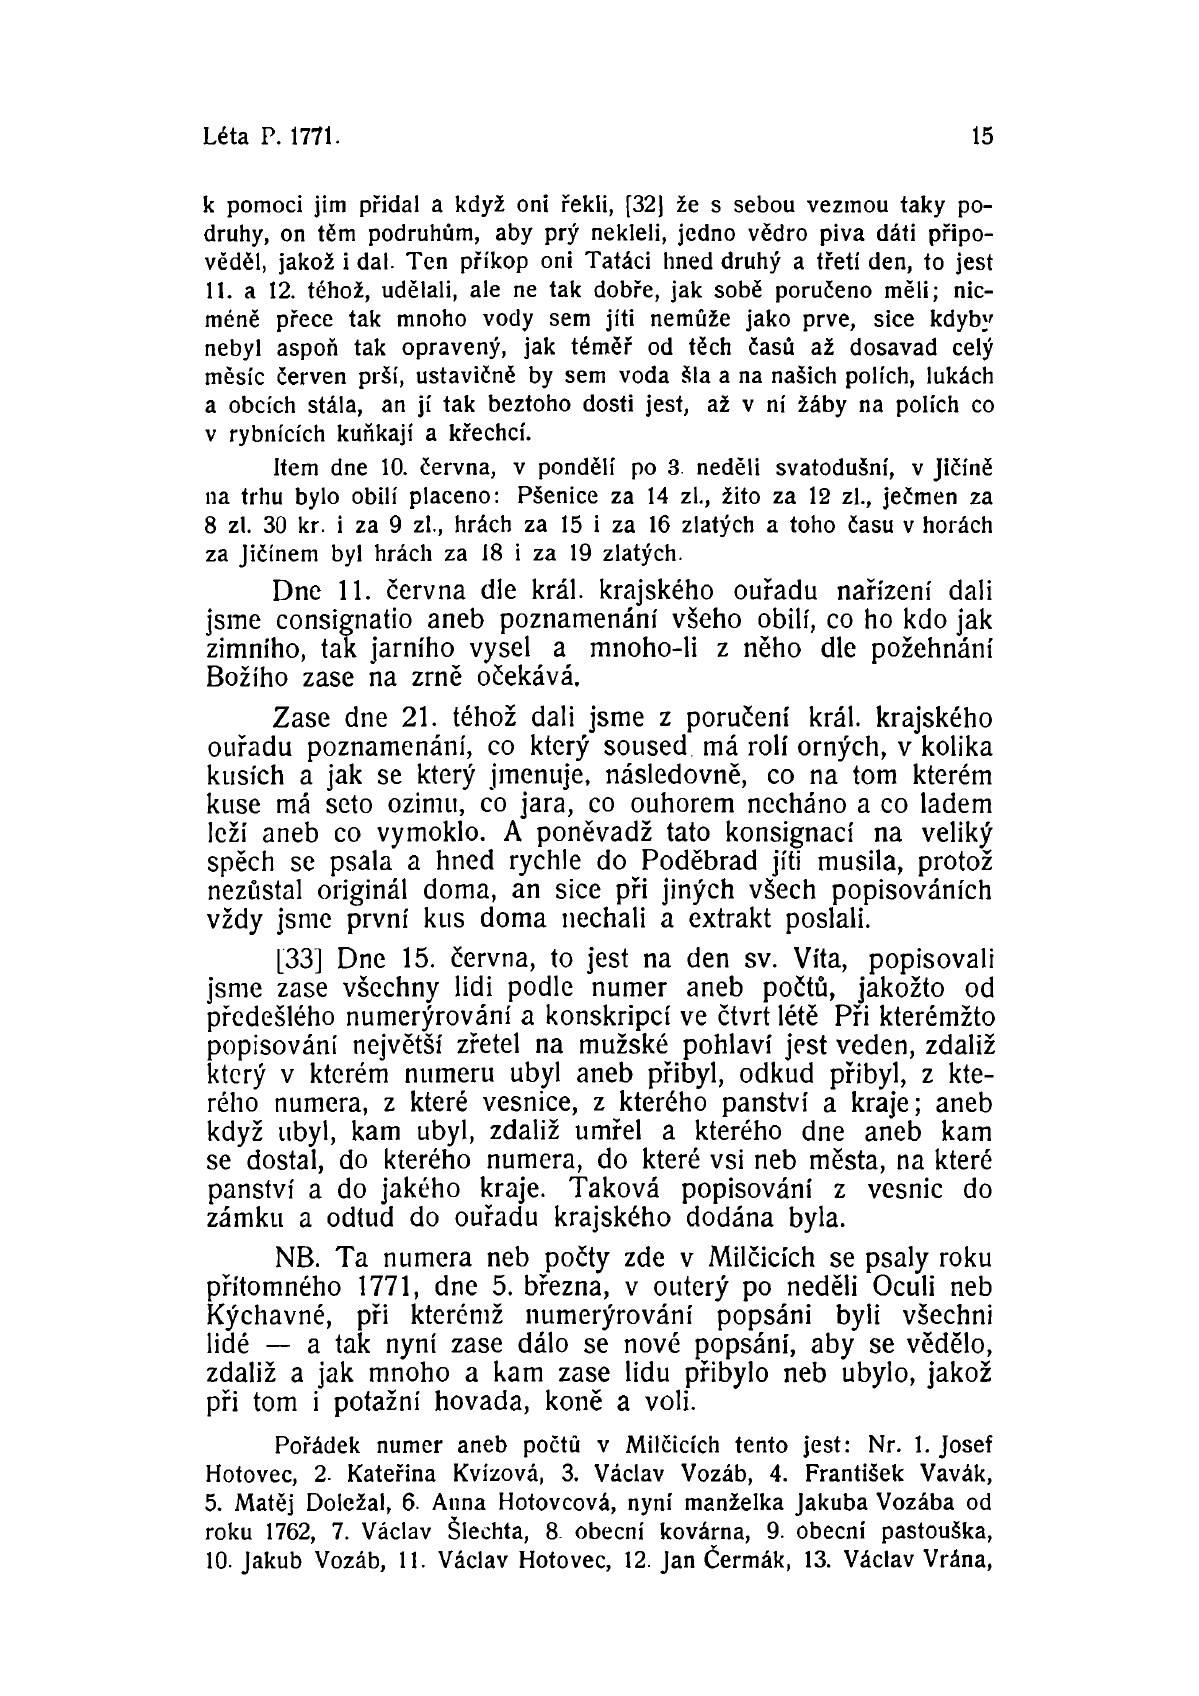 Léta P. 1771. 15
k pomoci jim přidal a když oni řekli, [32] že s sebou vezmou taky po-
druhy, on těm podruhům, aby prý nekleli, jedno vědro piva dáti připo-
věděl, jakož i dal. Ten příkop oni Tatáci hned druhý a třetí den, to jest
11. a 12. téhož, udělali, ale ne tak dobře, jak sobě poručeno měli; nic-
méně přece tak mnoho vody sem jíti nemůže jako prve, sice kdyby
nebyl aspoň tak opravený, jak téměř od těch časů až dosavad celý
měsíc červen prší, ustavičně by sem voda šla a na našich polích, lukách
a obcích stála, an jí tak beztoho dosti jest, až v ní žáby na polích co
v rybnících kuňkají a křechcí.
Item dne 10. června, v pondělí po 3. neděli svatodušní, v Jičíně
na trhu bylo obilí placeno: Pšenice za 14 zl., žito za 12 zl., ječmen za
8 zl. 30 kr. i za 9 zl., hrách za 15 i za 16 zlatých a toho času v horách
za Jičínem byl hrách za 18 i za 19 zlatých.
Dne 11. června dle král. krajského ouřadu nařízení dali
jsme consignatio aneb poznamenání všeho obilí, co ho kdo jak
zimního, tak jarního vysel a mnoho-li z něho dle požehnání
Božího zase na zrně očekává.
Zase dne 21. téhož dali jsme z poručení král. krajského
ouřadu poznamenání, co který soused má rolí orných, v kolika
kusích a jak se který jmenuje, následovně, co na tom kterém
kuse má seto ozimu, co jara, co ouhorem necháno a co ladem
leží aneb co vymoklo. A poněvadž tato konsignací na veliký
spěch se psala a hned rychle do Poděbrad jíti musila, protož
nezůstal originál doma, an sice při jiných všech popisováních
vždy jsme první kus doma nechali a extrakt poslali.
[33] Dne 15. června, to jest na den sv. Víta, popisovali
jsme zase všechny lidi podle numer aneb počtů, jakožto od
předešlého numerýrování a konskripcí ve čtvrt létě Při kterémžto
popisování největší zřetel na mužské pohlaví jest veden, zdaliž
který v kterém numeru ubyl aneb přibyl, odkud přibyl, z kte-
rého numera, z které vesnice, z kterého panství a kraje; aneb
když ubyl, kam ubyl, zdaliž umřel a kterého dne aneb kam
se dostal, do kterého numera, do které vsi neb města, na které
panství a do jakého kraje. Taková popisování z vesnic do
zámku a odtud do ouřadu krajského dodána byla.
NB. Ta numera neb počty zde v Milčicích se psaly roku
přítomného 1771, dne 5. března, v outerý po neděli Oculi neb
Kýchavné, při kterémž numerýrování popsáni byli všechni
lidé — a tak nyní zase dálo se nové popsání, aby se vědělo,
zdaliž a jak mnoho a kam zase lidu přibylo neb ubylo, jakož
při tom i potažní hovada, koně a voli.
Pořádek numer aneb počtů v Milčicích tento jest: Nr. 1. Josef
Hotovec, 2. Kateřina Kvízová, 3. Václav Vozáb, 4. František Vavák,
5. Matěj Doležal, 6. Anna Hotovcová, nyní manželka Jakuba Vozába od
roku 1762, 7. Václav Šlechta, 8. obecní kovárna, 9. obecní pastouška,
10. Jakub Vozáb, 11. Václav Hotovec, 12. Jan Čermák, 13. Václav Vrána,